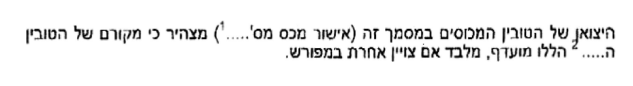 היצואן של הטובין המכוסים במסמך זה (אישור מכס מס'.....1) מצהיר כי מקורם של הטובין
ה.....2 הללו מועדף, מלבד אם צויין אחרת במפורש.